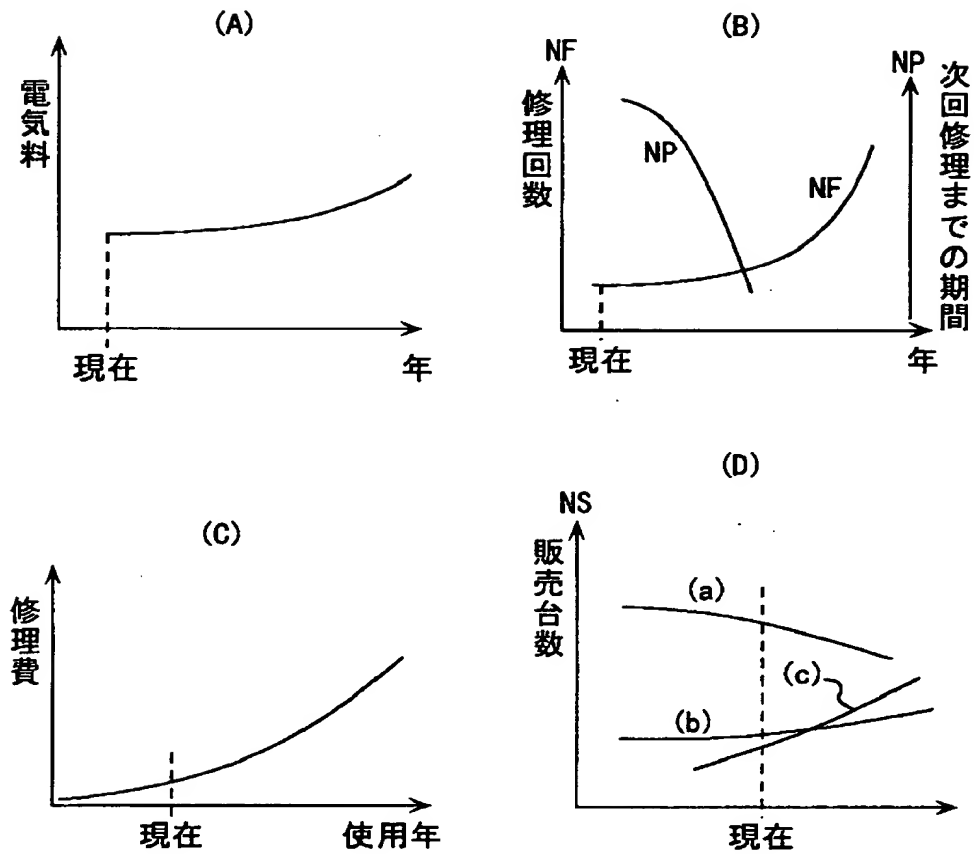 (A)
電気料
現在
年
(B)
NF
修理回数
NP
NF
NP
次回修理までの期間
現在
年
(C)
修理費
現在
使用年
(D)
NS
販売台数
(a)
(b)
(c)
現在